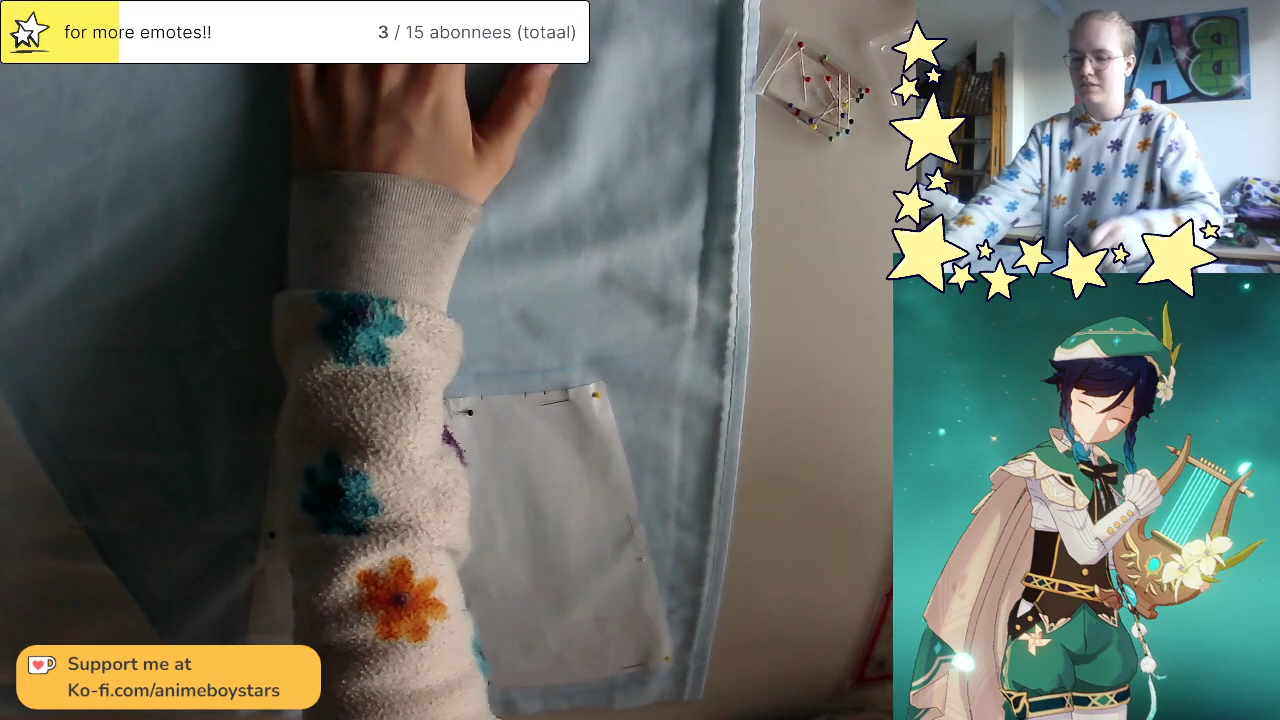 for more emotes!!
3 / 15 abonnees (totaal)
Support me at
Ko-fi.com/animeboystars